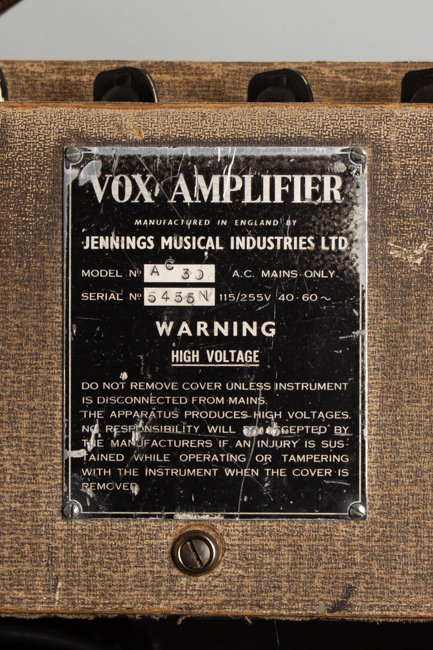 VOX AMPLIFIER
MANUFACTURED IN ENGLAND BY
JENNINGS MUSICAL INDUSTRIES LTD
MODEL Nº AC 30 A.C. MAINS ONLY.
SERIAL Nº 5455N 115/255V 40-60~
WARNING
HIGH VOLTAGE
DO NOT REMOVE COVER UNLESS INSTRUMENT
IS DISCONNECTED FROM MAINS.
THE APPARATUS PRODUCES HIGH VOLTAGES.
NO RESPONSIBILITY WILL BE ACCEPTED BY
THE MANUFACTURERS IF AN INJURY IS SUS-
TAINED WHILE OPERATING OR TAMPERING
WITH THE INSTRUMENT WHEN THE COVER IS
REMOVED